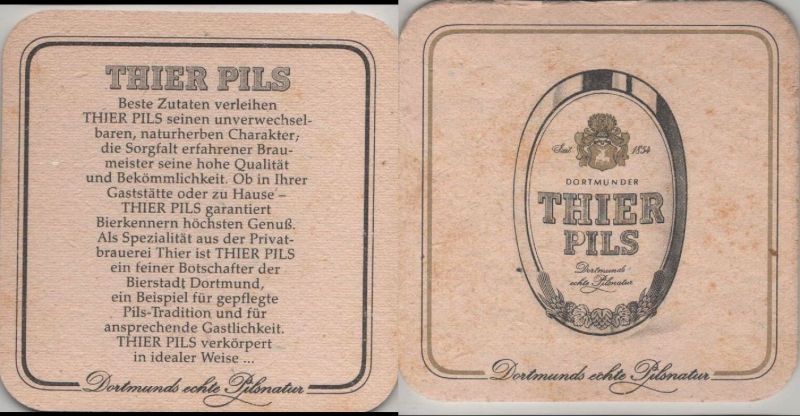 THIER PILS
Beste Zutaten verleihen
THIER PILS seinen unverwechsel-
baren, naturherben Charakter;
die Sorgfalt erfahrener Brau-
meister seine hohe Qualität
und Bekömmlichkeit. Ob in Ihrer
Gaststätte oder zu Hause –
THIER PILS garantiert
Bierkennern höchsten Genuß.
Als Spezialität aus der Privat-
brauerei Thier ist THIER PILS
ein feiner Botschafter der
Bierstadt Dortmund,
ein Beispiel für gepflegte
Pils-Tradition und für
ansprechende Gastlichkeit.
THIER PILS verkörpert
in idealer Weise ...
Dortmunds echte Pilsnatur
Seit 1854
DORTMUNDER
THIER
PILS
Dortmunds
echte Pilsnatur
Dortmunds echte Pilsnatur